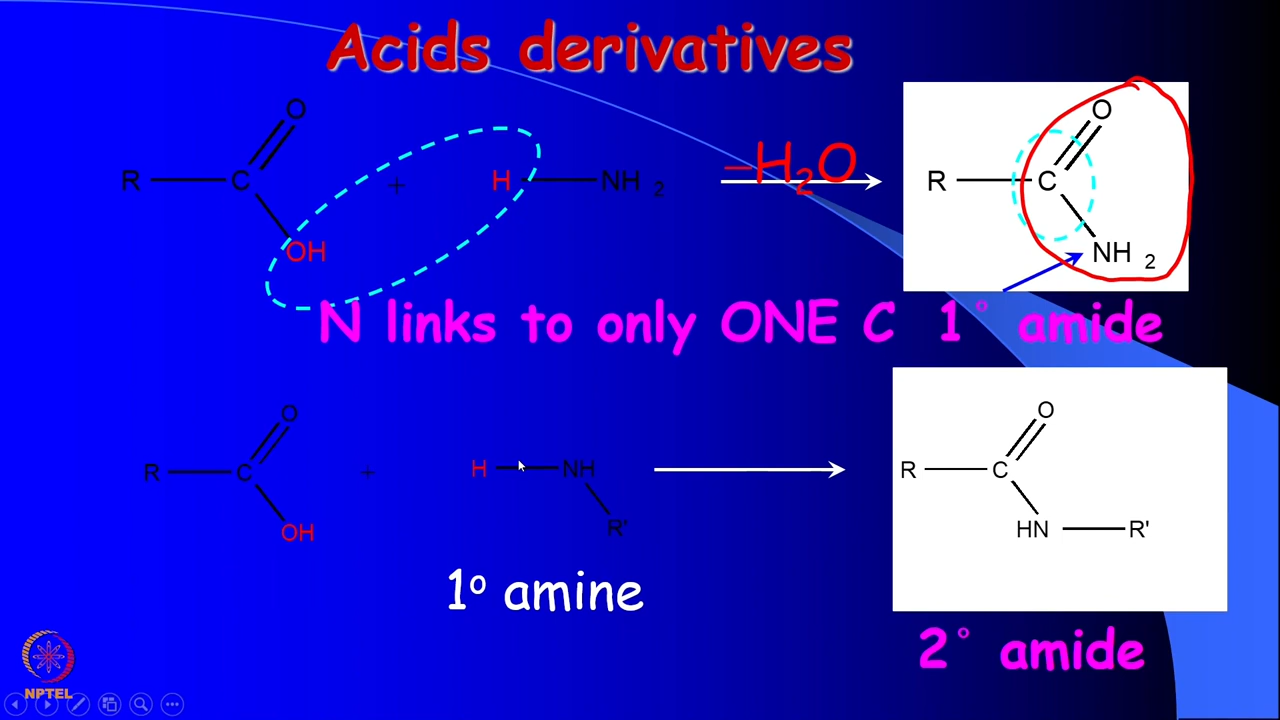 Acids derivatives
R C O OH + H NH 2 –H2O R C O NH 2
N links to only ONE C 1° amide
R C O OH + H NH R' R C O HN R'
1o amine
2° amide
NPTEL